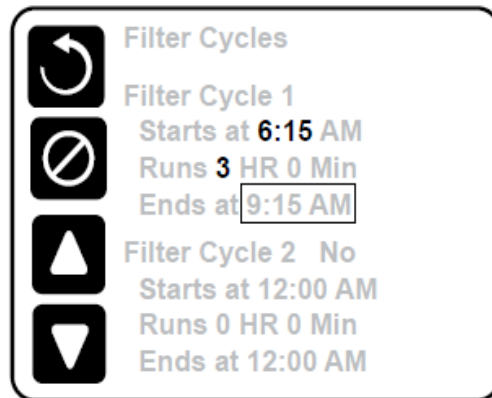 Filter Cycles
Filter Cycle 1
Starts at 6:15 AM
Runs 3 HR 0 Min
Ends at 9:15 AM
Filter Cycle 2 No
Starts at 12:00 AM
Runs 0 HR 0 Min
Ends at 12:00 AM